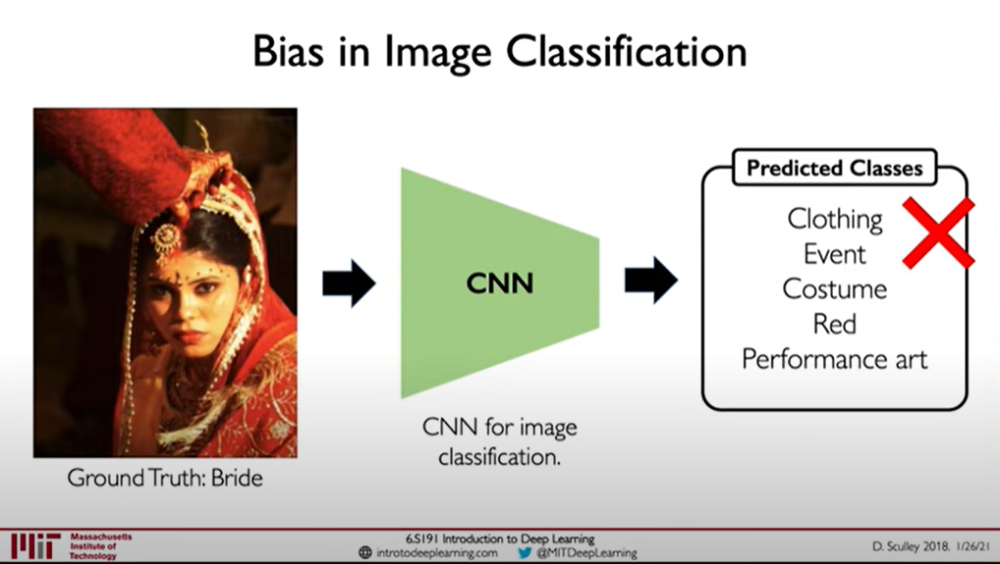 Bias in Image Classification
Ground Truth: Bride
CNN
CNN for image
classification.
Predicted Classes
Clothing
Event
Costume
Red
Performance art
Massachusetts
Institute of
Technology
6.S191 Introduction to Deep Learning
introtodeeplearning.com @MITDeepLearning
D. Sculley 2018. 1/26/21